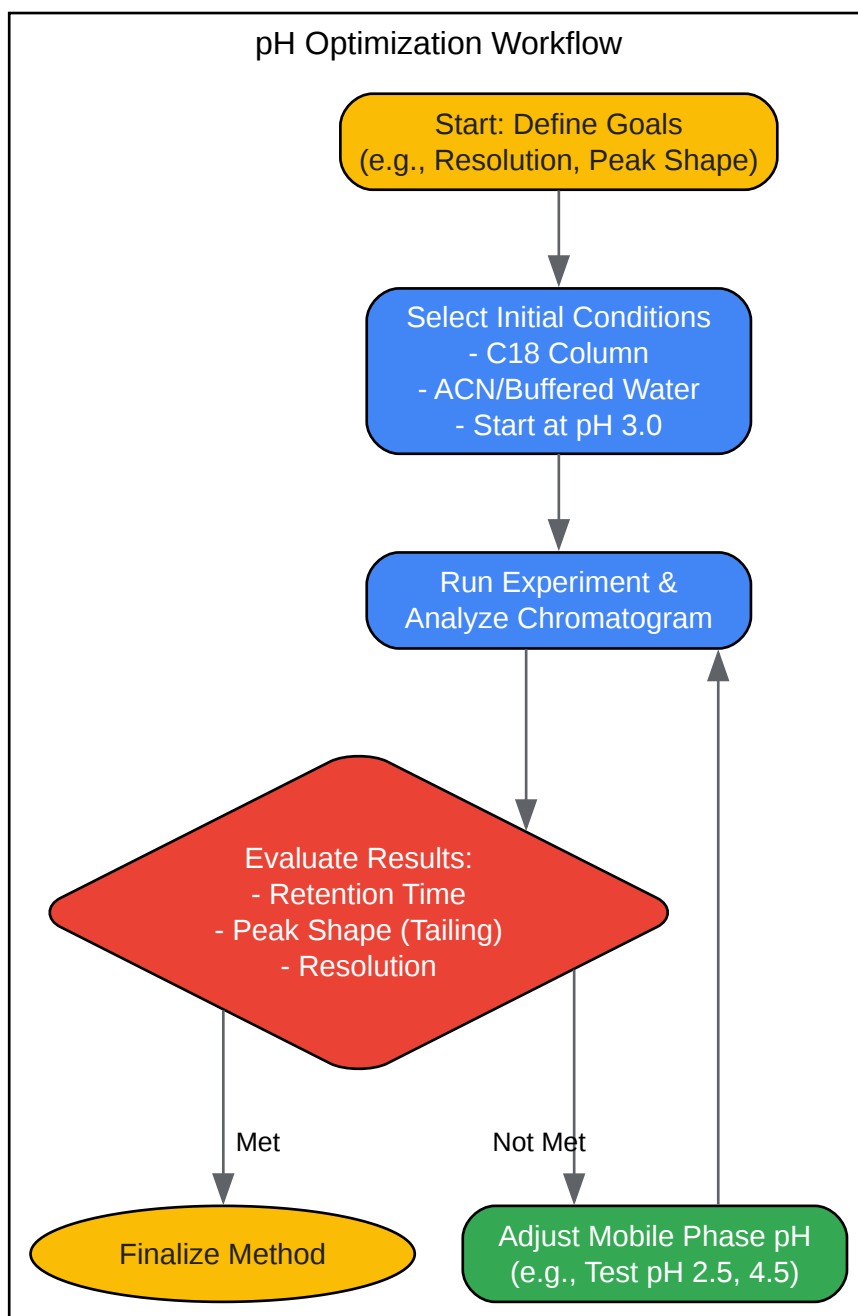 pH Optimization Workflow
Start: Define Goals
(e.g., Resolution, Peak Shape)
Select Initial Conditions
- C18 Column
- ACN/Buffered Water
- Start at pH 3.0
Run Experiment &
Analyze Chromatogram
Evaluate Results:
- Retention Time
- Peak Shape (Tailing)
- Resolution
Met
Not Met
Finalize Method
Adjust Mobile Phase pH
(e.g., Test pH 2.5, 4.5)